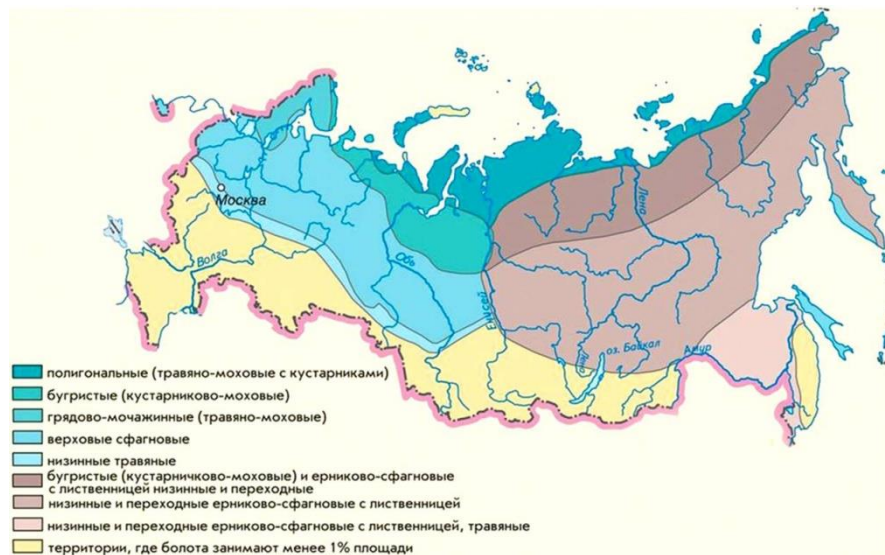 Москва
Волга
Обь
Енисей
Лена
Лена
оз. Байкал
Амур
полигональные (травяно-моховые с кустарниками)
бугристые (кустарниково-моховые)
грядово-мочажинные (травяно-моховые)
верховые сфагновые
низинные травяные
бугристые (кустарничково-моховые) и ерниково-сфагновые
с лиственницей низинные и переходные
низинные и переходные ерниково-сфагновые с лиственницей
низинные и переходные ерниково-сфагновые с лиственницей, травяные
территории, где болота занимают менее 1% площади